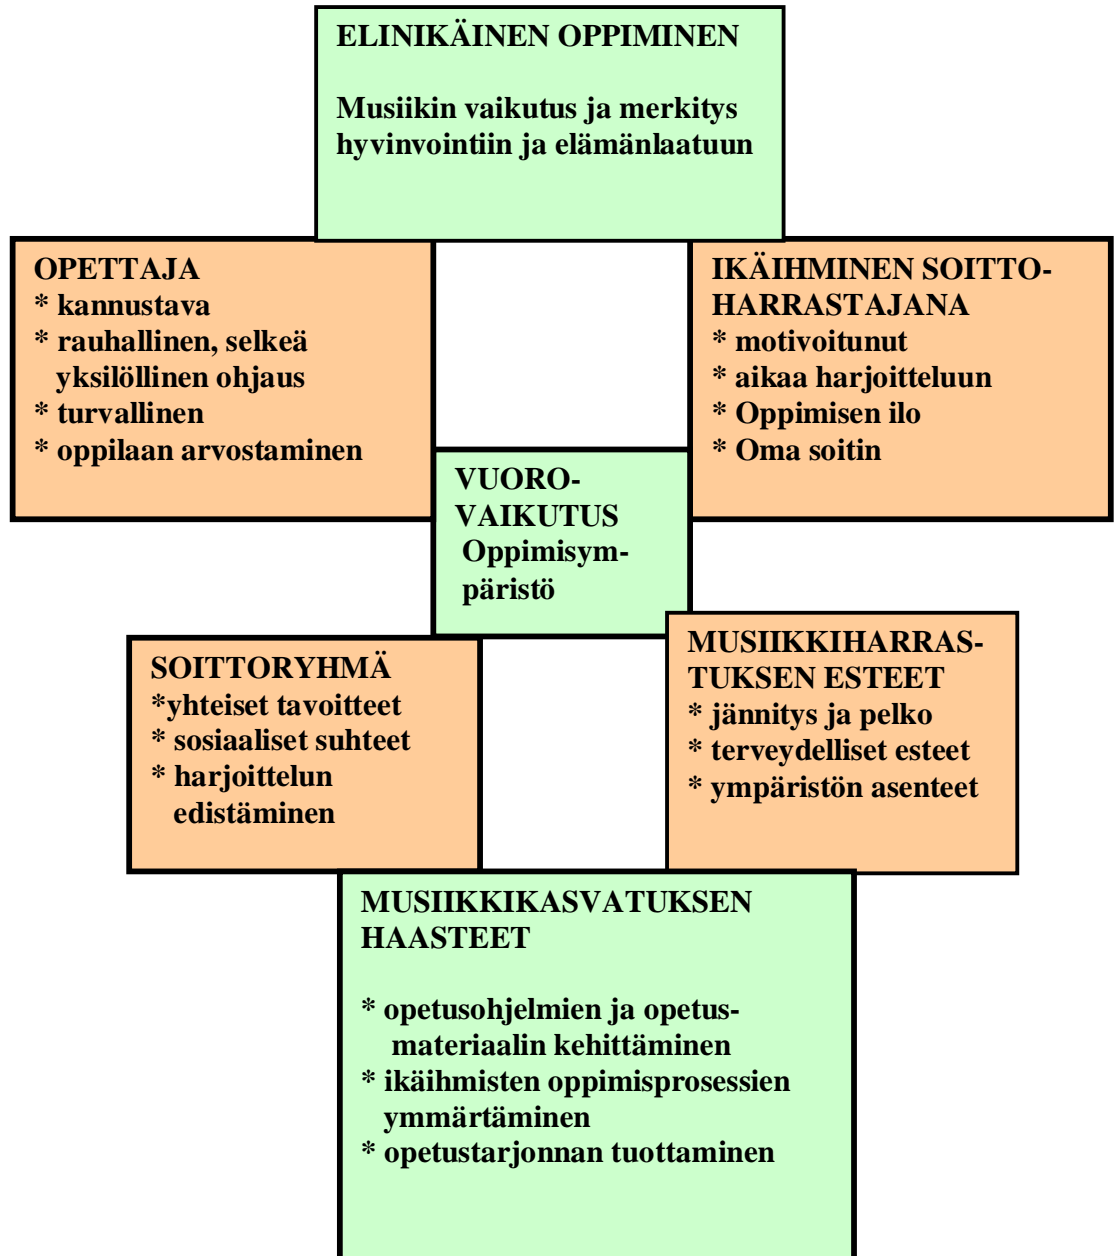 ELINIKÄINEN OPPIMINEN
Musiikin vaikutus ja merkitys
hyvinvointiin ja elämänlaatuun
OPETTAJA
* kannustava
* rauhallinen, selkeä
yksilöllinen ohjaus
* turvallinen
* oppilaan arvostaminen
IKÄIHMINEN SOITTO-
HARRASTAJANA
* motivoitunut
* aikaa harjoitteluun
* Oppimisen ilo
* Oma soitin
VUORO-
VAIKUTUS
Oppimisym-
päristö
SOITTORYHMÄ
*yhteiset tavoitteet
* sosiaaliset suhteet
* harjoittelun
edistäminen
MUSIIKKIHARRAS-
TUKSEN ESTEET
* jännitys ja pelko
* terveydelliset esteet
* ympäristön asenteet
MUSIIKKIKASVATUKSEN
HAASTEET
* opetusohjelmien ja opetus-
materiaalin kehittäminen
* ikäihmisten oppimisprosessien
ymmärtäminen
* opetustarjonnan tuottaminen